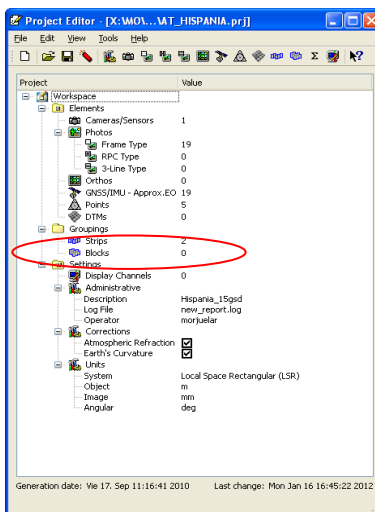 Project Editor - [X:\MO\...\AT_HISPANIA.prj]
File Edit View Tools Help
Project Value
Workspace
Elements
Cameras/Sensors 1
Photos
Frame Type 19
RPC Type 0
3-Line Type 0
Orthos 0
GNSS/IMU - Approx.EO 19
Points 5
DTMs 0
Groupings
Strips 2
Blocks 0
Settings
Display Channels 0
Administrative
Description Hispania_15gsd
Log File new_report.log
Operator morjuelar
Corrections
Atmospheric Refraction
Earth's Curvature
Units
System Local Space Rectangular (LSR)
Object m
Image mm
Angular deg
Generation date: Vie 17. Sep 11:16:41 2010 Last change: Mon Jan 16 16:45:22 2012